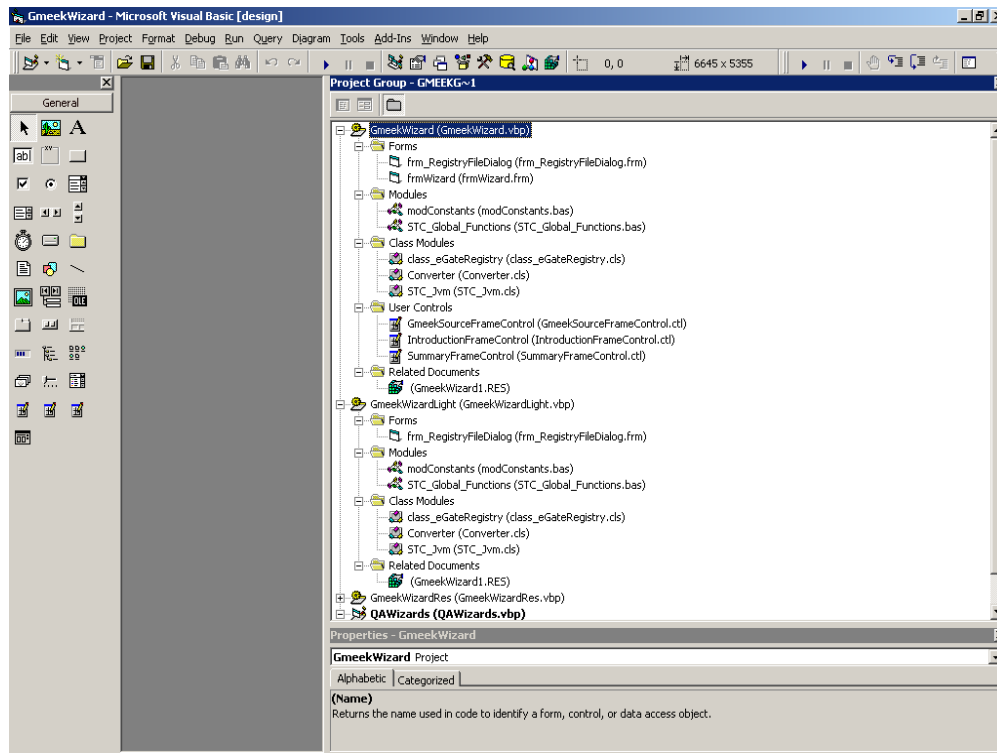 GmeekWizard - Microsoft Visual Basic [design]
File Edit View Project Format Debug Run Query Diagram Tools Add-Ins Window Help
0, 0 6645 x 5355
General
A
ab|
XY
OLE
Project Group - GMEEKG~1
GmeekWizard (GmeekWizard.vbp)
Forms
frm_RegistryFileDialog (frm_RegistryFileDialog.frm)
frmWizard (frmWizard.frm)
Modules
modConstants (modConstants.bas)
STC_Global_Functions (STC_Global_Functions.bas)
Class Modules
class_eGateRegistry (class_eGateRegistry.cls)
Converter (Converter.cls)
STC_Jvm (STC_Jvm.cls)
User Controls
GmeekSourceFrameControl (GmeekSourceFrameControl.ctl)
IntroductionFrameControl (IntroductionFrameControl.ctl)
SummaryFrameControl (SummaryFrameControl.ctl)
Related Documents
(GmeekWizard1.RES)
GmeekWizardLight (GmeekWizardLight.vbp)
Forms
frm_RegistryFileDialog (frm_RegistryFileDialog.frm)
Modules
modConstants (modConstants.bas)
STC_Global_Functions (STC_Global_Functions.bas)
Class Modules
class_eGateRegistry (class_eGateRegistry.cls)
Converter (Converter.cls)
STC_Jvm (STC_Jvm.cls)
Related Documents
(GmeekWizard1.RES)
GmeekWizardRes (GmeekWizardRes.vbp)
QAWizards (QAWizards.vbp)
Properties - GmeekWizard
GmeekWizard Project
Alphabetic Categorized
(Name)
Returns the name used in code to identify a form, control, or data access object.